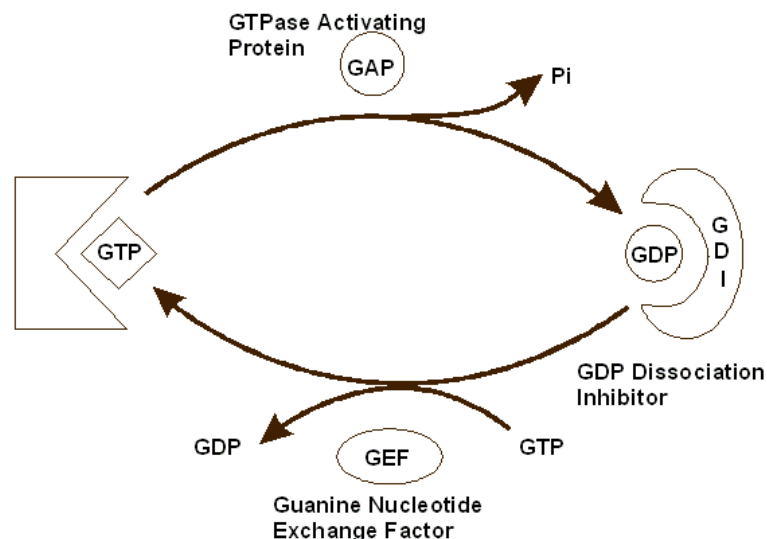 GTPase Activating
Protein
GAP
Pi
GTP
GDP
G
D
I
GDP Dissociation
Inhibitor
GDP
GEF
GTP
Guanine Nucleotide
Exchange Factor